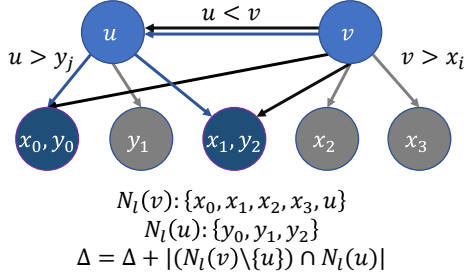 u < v
u v
u > y_j v > x_i
x_0, y_0 y_1 x_1, y_2 x_2 x_3
N_l(v): {x_0, x_1, x_2, x_3, u}
N_l(u): {y_0, y_1, y_2}
Δ = Δ + |(N_l(v)\{u}) ∩ N_l(u)|